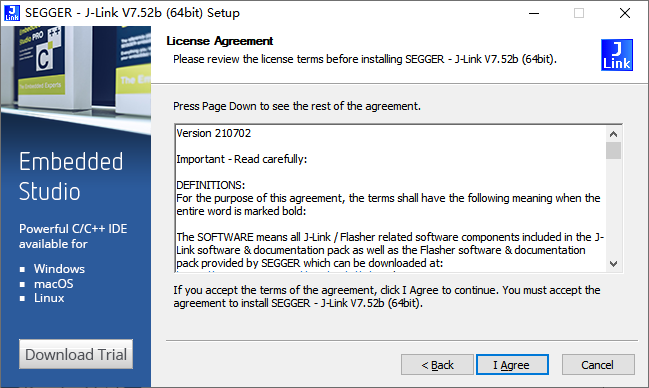 SEGGER - J-Link V7.52b (64bit) Setup
License Agreement
Please review the license terms before installing SEGGER - J-Link V7.52b (64bit).
J
Link
Press Page Down to see the rest of the agreement.
Version 210702
Important - Read carefully:
DEFINITIONS:
For the purpose of this agreement, the terms shall have the following meaning when the
entire word is marked bold:
The SOFTWARE means all J-Link / Flasher related software components included in the J-
Link software & documentation pack as well as the Flasher software & documentation
pack provided by SEGGER which can be downloaded at:
If you accept the terms of the agreement, click I Agree to continue. You must accept the
agreement to install SEGGER - J-Link V7.52b (64bit).
Embedded
Studio
PRO
C++
Embedded
Studio
Powerful C/C++ IDE
available for
Windows
macOS
Linux
Download Trial
< Back
I Agree
Cancel